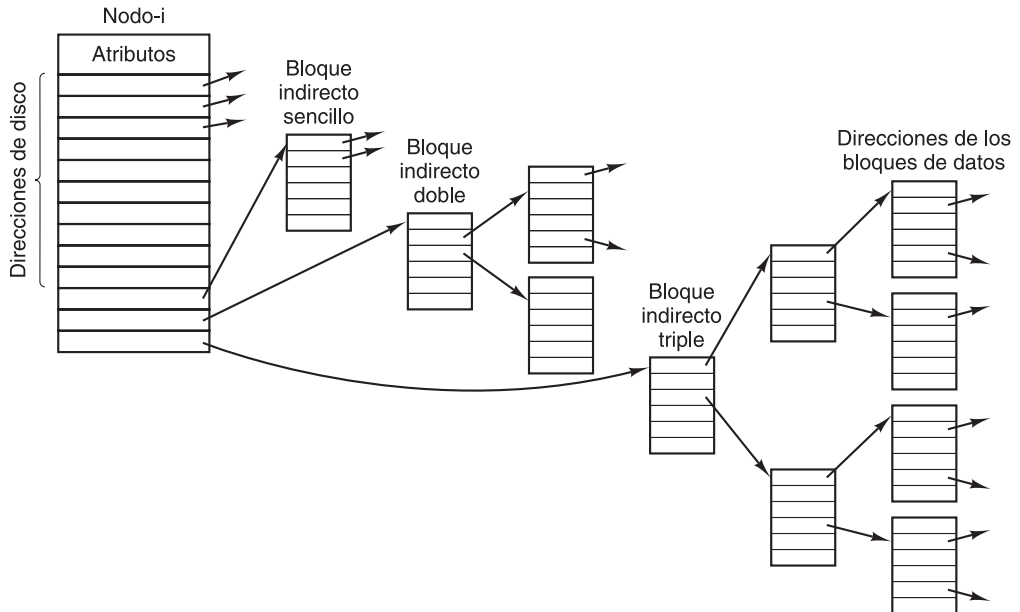 Nodo-i
Atributos
Direcciones de disco
Bloque
indirecto
sencillo
Bloque
indirecto
doble
Bloque
indirecto
triple
Direcciones de los
bloques de datos